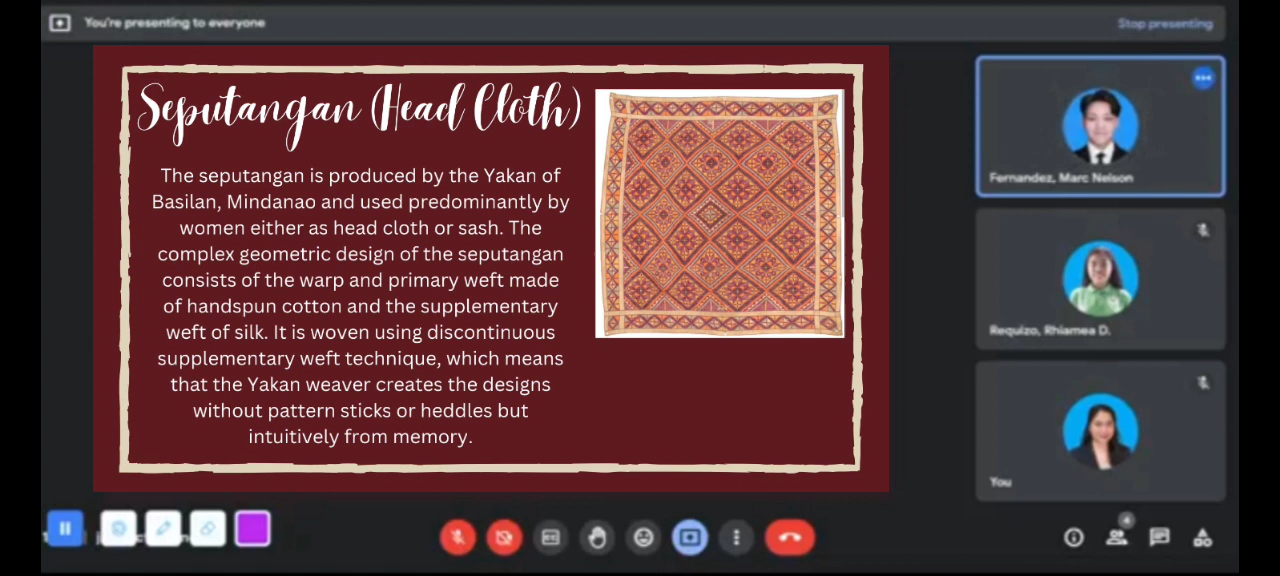 You're presenting to everyone
Stop presenting
Seputangan (Head Cloth)
The seputangan is produced by the Yakan of
Basilan, Mindanao and used predominantly by
women either as head cloth or sash. The
complex geometric design of the seputangan
consists of the warp and primary weft made
of handspun cotton and the supplementary
weft of silk. It is woven using discontinuous
supplementary weft technique, which means
that the Yakan weaver creates the designs
without pattern sticks or heddles but
intuitively from memory.
Fernandez, Marc Nelson
Requizo, Rhiamea D.
You
4